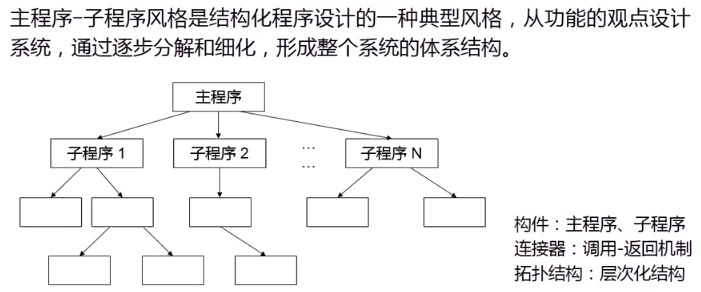 主程序-子程序风格是结构化程序设计的一种典型风格，从功能的观点设计
系统，通过逐步分解和细化，形成整个系统的体系结构。
主程序
子程序 1
子程序 2
…
…
子程序 N
构件：主程序、子程序
连接器：调用-返回机制
拓扑结构：层次化结构